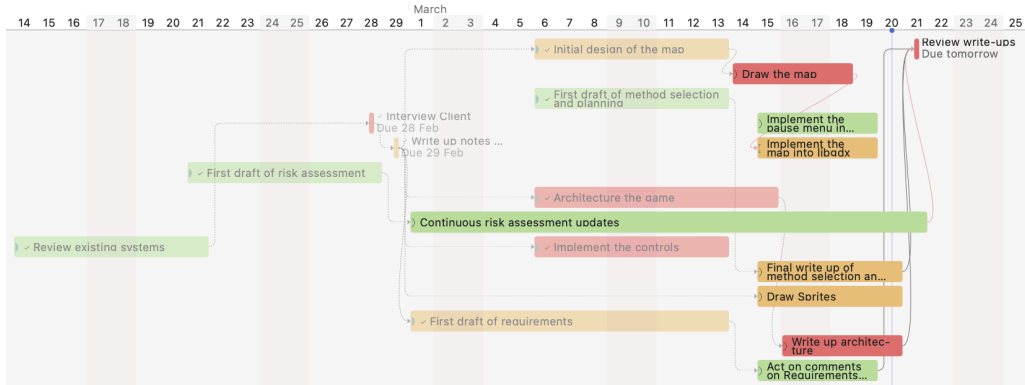 March
14 15 16 17 18 19 20 21 22 23 24 25 26 27 28 29 1 2 3 4 5 6 7 8 9 10 11 12 13 14 15 16 17 18 19 20 21 22 23 24 25
Review write-ups
Due tomorrow
Initial design of the map
Draw the map
First draft of method selection
and planning
Interview Client
Due 28 Feb
Implement the
pause menu in...
Write up notes ...
Due 29 Feb
Implement the
map into libgdx
First draft of risk assessment
Architecture the game
Continuous risk assessment updates
Review existing systems
Implement the controls
Final write up of
method selection an...
Draw Sprites
First draft of requirements
Write up architec-
ture
Act on comments
on Requirements...